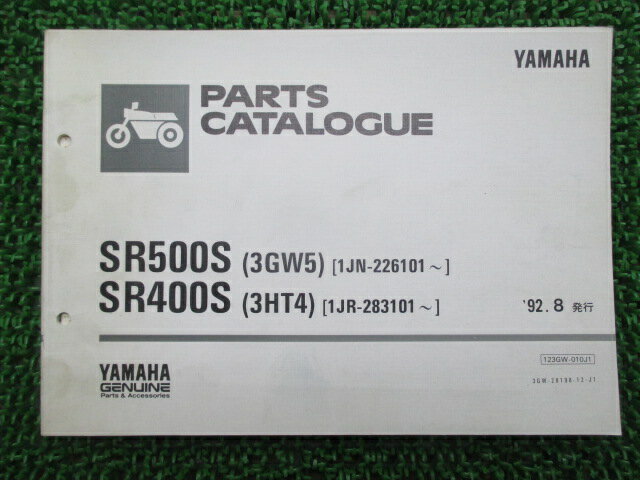 YAMAHA
PARTS
CATALOGUE
SR500S (3GW5) [1JN-226101～]
SR400S (3HT4) [1JR-283101～]
'92.8 発行
YAMAHA
GENUINE
Parts & Accessories
123GW-010J1
3GW-28198-12-J1